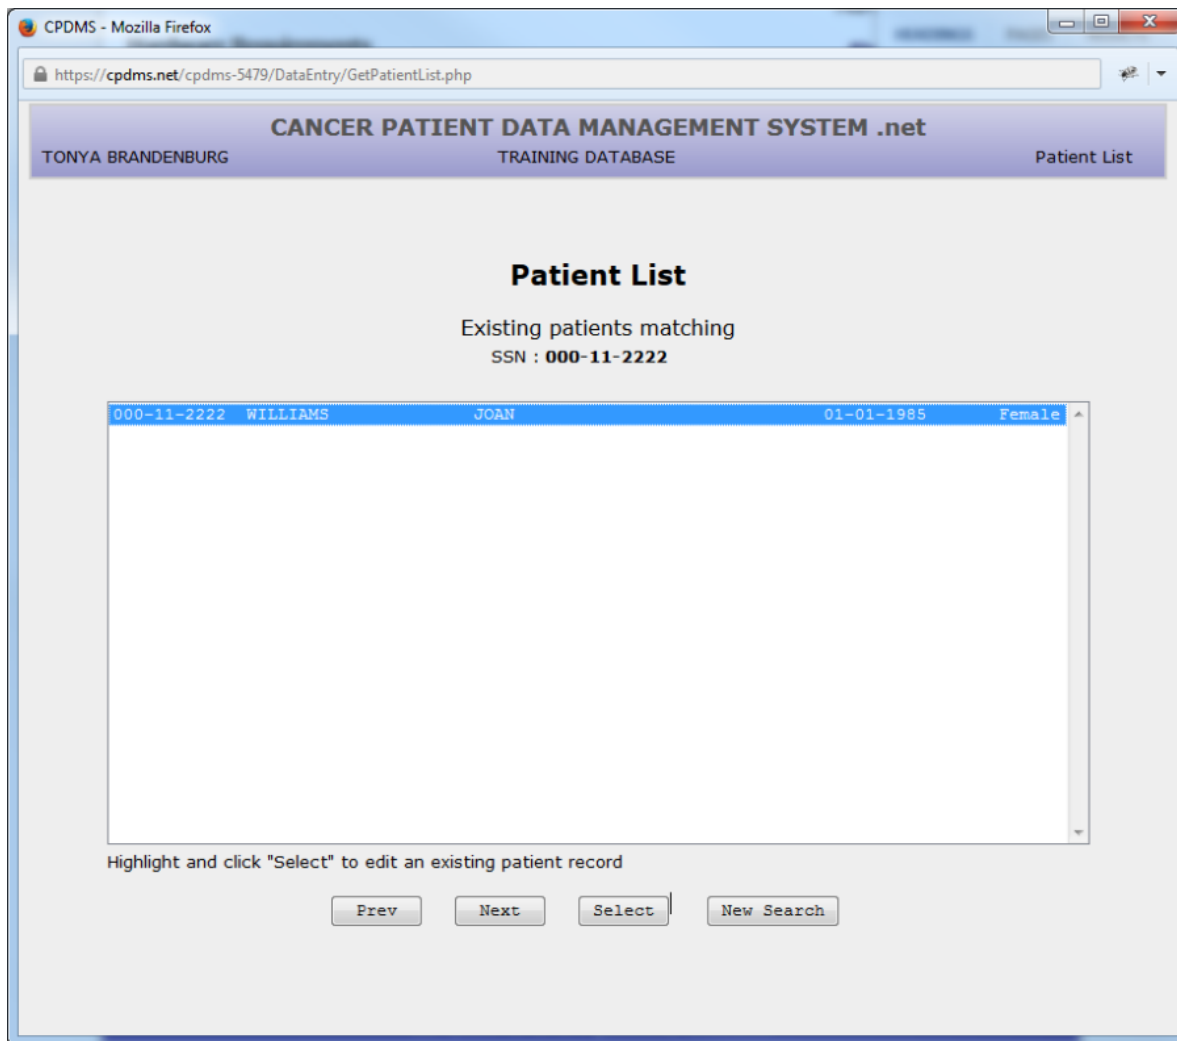 CPDMS - Mozilla Firefox
https://cpdms.net/cpdms-5479/DataEntry/GetPatientList.php
CANCER PATIENT DATA MANAGEMENT SYSTEM .net
TONYA BRANDENBURG TRAINING DATABASE Patient List
Patient List
Existing patients matching
SSN : 000-11-2222
000-11-2222 WILLIAMS JOAN 01-01-1985 Female
Highlight and click "Select" to edit an existing patient record
Prev Next Select New Search